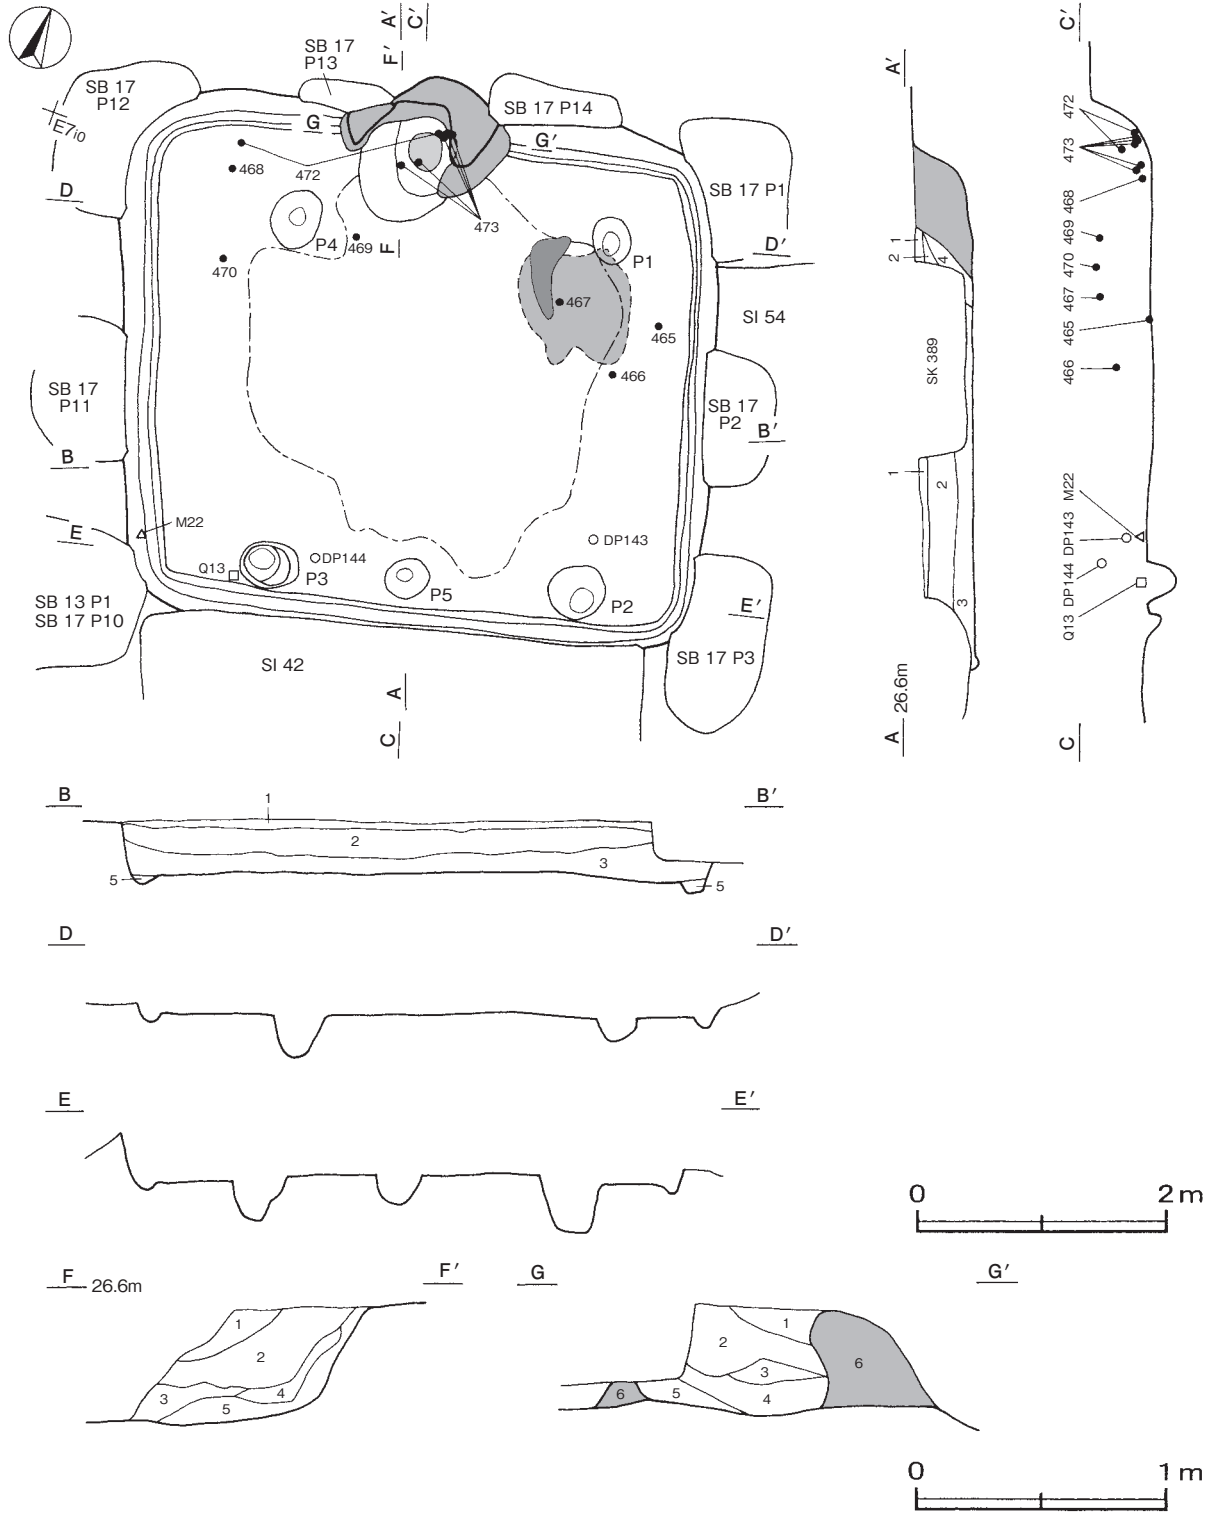 A′
C′
F′
SB 17
P13
SB 17
P12
E7i0
G
SB 17 P14
G′
468
472
473
D
P4
469
F
470
P1
SB 17 P1
D′
467
465
466
SI 54
SB 17
P11
SB 17
P2
B′
B
M22
E
Q13
DP144
P3
P5
DP143
P2
SB 13 P1
SB 17 P10
E′
SB 17 P3
SI 42
A
C
A′
1
2
4
SK 389
1
2
3
A
26.6m
C′
472
473
468
469
470
467
465
466
M22
DP143
DP144
Q13
C
B
1
B′
2
3
5
5
D
D′
E
E′
0
2 m
F 26.6m
F′
1
2
3
4
5
G
G′
1
2
3
4
5
6
6
0
1 m